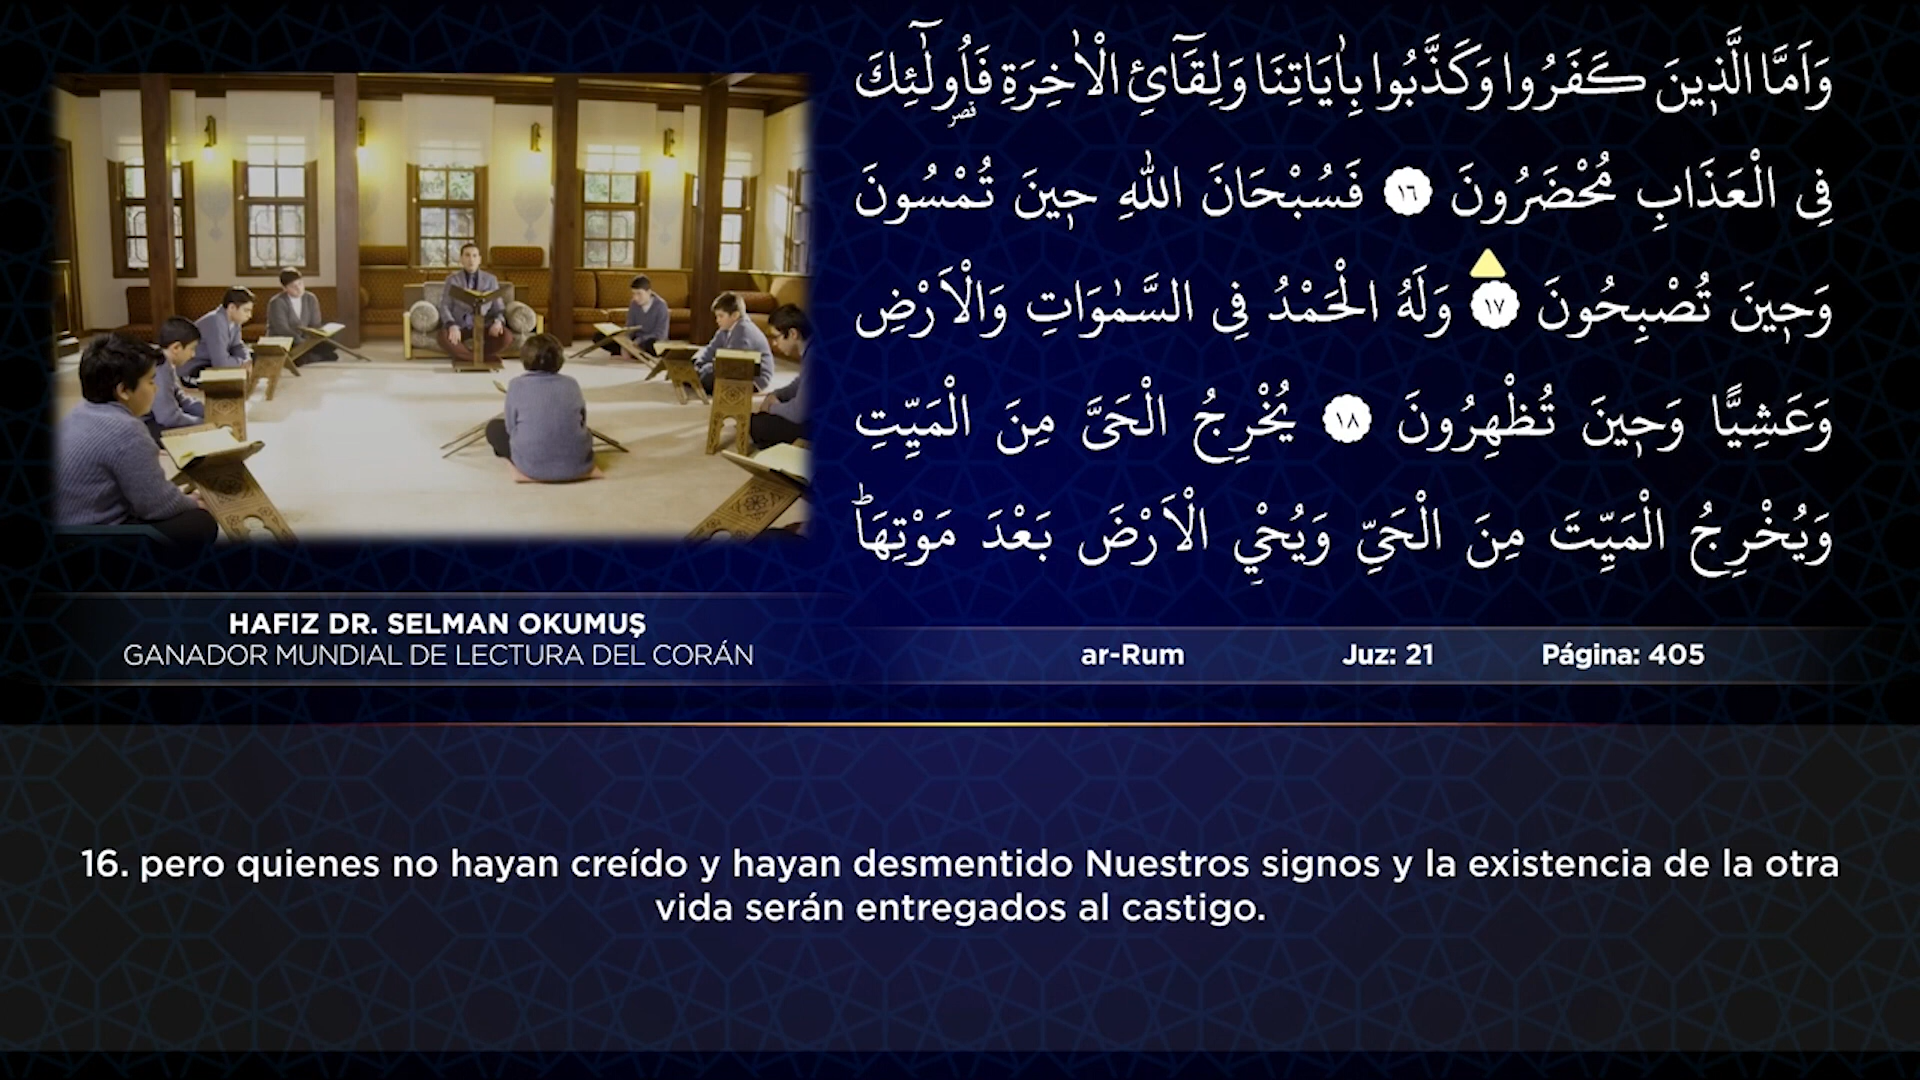 وَاَمَّا الَّذ۪ينَ كَفَرُوا وَكَذَّبُوا بِاٰيَاتِنَا وَلِقَٓائِ الْاٰخِرَةِ فَاُو۬لٰٓئِكَ
فِى الْعَذَابِ مُحْضَرُونَ ١٦ فَسُبْحَانَ اللّٰهِ ح۪ينَ تُمْسُونَ
وَح۪ينَ تُصْبِحُونَ ١٧ وَلَهُ الْحَمْدُ فِى السَّمٰوَاتِ وَالْاَرْضِ
وَعَشِيًّا وَح۪ينَ تُظْهِرُونَ ١٨ يُخْرِجُ الْحَىَّ مِنَ الْمَيِّتِ
وَيُخْرِجُ الْمَيِّتَ مِنَ الْحَىِّ وَيُحْيِ الْاَرْضَ بَعْدَ مَوْتِهَاۜ
HAFIZ DR. SELMAN OKUMUŞ
GANADOR MUNDIAL DE LECTURA DEL CORÁN
ar-Rum Juz: 21 Página: 405
16. pero quienes no hayan creído y hayan desmentido Nuestros signos y la existencia de la otra
vida serán entregados al castigo.